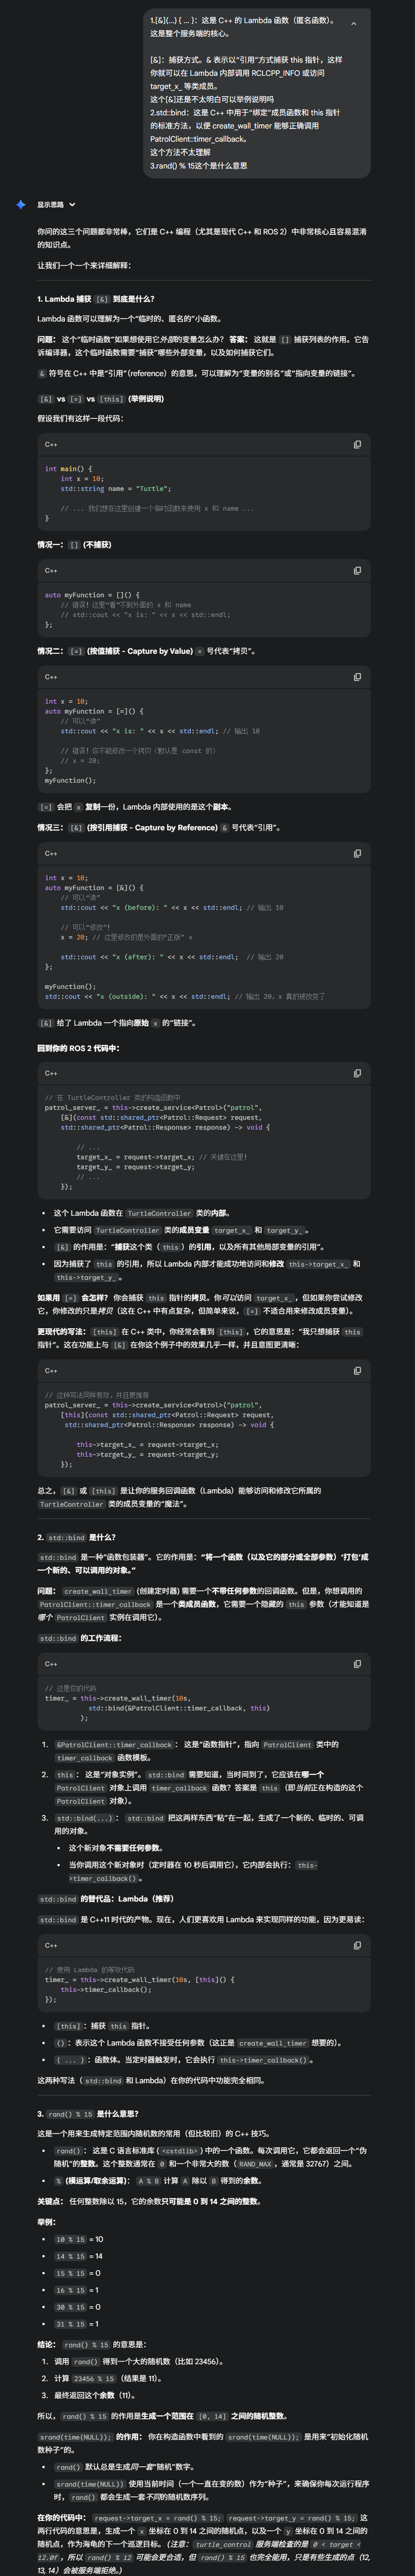 1.[&](...) { ... }：这是 C++ 的 Lambda 函数（匿名函数）。
这是整个服务端的核心。
[&]：捕获方式。& 表示以“引用”方式捕获 this 指针，这样
你就可以在 Lambda 内部调用 RCLCPP_INFO 或访问
target_x_ 等类成员。
这个[&]还是不太明白可以举例说明吗
2.std::bind：这是 C++ 中用于“绑定”成员函数和 this 指针
的标准方法，以便 create_wall_timer 能够正确调用
PatrolClient::timer_callback。
这个方法不太理解
3.rand() % 15这个是什么意思
显示思路
你问的这三个问题都非常棒，它们是 C++ 编程（尤其是现代 C++ 和 ROS 2）中非常核心且容易混淆
的知识点。
让我们一个一个来详细解释：
1. Lambda 捕获 [&] 到底是什么？
Lambda 函数可以理解为一个“临时的、匿名的”小函数。
问题： 这个“临时函数”如果想使用它外部的变量怎么办？ 答案： 这就是 [] 捕获列表的作用。它告
诉编译器，这个临时函数需要“捕获”哪些外部变量，以及如何捕获它们。
& 符号在 C++ 中是“引用”(reference）的意思，可以理解为“变量的别名”或“指向变量的链接”。
[&] vs [=] vs [this] (举例说明)
假设我们有这样一段代码：
C++
int main() {
int x = 10;
std::string name = "Turtle";
// ... 我们想在这里创建一个临时函数来使用 x 和 name ...
}
情况一：[] (不捕获)
C++
auto myFunction = []() {
// 错误！这里“看”不到外面的 x 和 name
// std::cout << "x is: " << x << std::endl;
};
情况二：[=] (按值捕获 - Capture by Value) = 号代表“拷贝”。
C++
int x = 10;
auto myFunction = [=]() {
// 可以“读”
std::cout << "x is: " << x << std::endl; // 输出 10
// 错误！你不能修改一个拷贝（默认是 const 的）
// x = 20;
};
myFunction();
[=] 会把 x 复制一份，Lambda 内部使用的是这个副本。
情况三：[&] (按引用捕获 - Capture by Reference) & 号代表“引用”。
C++
int x = 10;
auto myFunction = [&]() {
// 可以“读”
std::cout << "x (before): " << x << std::endl; // 输出 10
// 可以“修改”！
x = 20; // 这里修改的是外面的“正版” x
std::cout << "x (after): " << x << std::endl; // 输出 20
};
myFunction();
std::cout << "x (outside): " << x << std::endl; // 输出 20，x 真的被改变了
[&] 给了 Lambda 一个指向原始 x 的“链接”。
回到你的 ROS 2 代码中：
C++
// 在 TurtleController 类的构造函数中
patrol_server_ = this->create_service<Patrol>("patrol",
[&](const std::shared_ptr<Patrol::Request> request,
std::shared_ptr<Patrol::Response> response) -> void {
// ...
target_x_ = request->target_x; // 关键在这里！
target_y_ = request->target_y;
// ...
});
• 这个 Lambda 函数在 TurtleController 类的内部。
• 它需要访问 TurtleController 类的成员变量 target_x_ 和 target_y_。
• [&] 的作用是：“捕获这个类（this）的引用，以及所有其他局部变量的引用”。
• 因为捕获了 this 的引用，所以 Lambda 内部才能成功地访问和修改 this->target_x_ 和
this->target_y_。
如果用 [=] 会怎样？ 你会捕获 this 指针的拷贝。你可以访问 target_x_，但如果你尝试修改
它，你修改的只是拷贝（这在 C++ 中有点复杂，但简单来说，[=] 不适合用来修改成员变量）。
更现代的写法：[this] 在 C++ 类中，你经常会看到 [this]，它的意思是：“我只想捕获 this
指针”。这在功能上与 [&] 在你这个例子中的效果几乎一样，并且意图更清晰：
C++
// 这种写法同样有效，并且更推荐
patrol_server_ = this->create_service<Patrol>("patrol",
[this](const std::shared_ptr<Patrol::Request> request,
std::shared_ptr<Patrol::Response> response) -> void {
this->target_x_ = request->target_x;
this->target_y_ = request->target_y;
});
总之，[&] 或 [this] 是让你的服务回调函数（Lambda）能够访问和修改它所属的
TurtleController 类的成员变量的“魔法”。
2. std::bind 是什么？
std::bind 是一种“函数包装器”。它的作用是：“将一个函数（以及它的部分或全部参数）‘打包’成
一个新的、可以调用的对象。”
问题： create_wall_timer (创建定时器) 需要一个不带任何参数的回调函数。但是，你想调用的
PatrolClient::timer_callback 是一个类成员函数，它需要一个隐藏的 this 参数（才能知道是
哪个 PatrolClient 实例在调用它）。
std::bind 的工作流程：
C++
// 这是你的代码
timer_ = this->create_wall_timer(10s,
std::bind(&PatrolClient::timer_callback, this)
);
1. &PatrolClient::timer_callback： 这是“函数指针”，指向 PatrolClient 类中的
timer_callback 函数模板。
2. this： 这是“对象实例”。std::bind 需要知道，当时间到了，它应该在哪一个
PatrolClient 对象上调用 timer_callback 函数？答案是 this（即当前正在构造的这个
PatrolClient 对象）。
3. std::bind(...)： std::bind 把这两样东西“粘”在一起，生成了一个新的、临时的、可调
用的对象。
• 这个新对象不需要任何参数。
• 当你调用这个新对象时（定时器在 10 秒后调用它），它内部会执行：this-
>timer_callback()。
std::bind 的替代品：Lambda（推荐）
std::bind 是 C++11 时代的产物。现在，人们更喜欢用 Lambda 来实现同样的功能，因为更易读：
C++
// 使用 Lambda 的等效代码
timer_ = this->create_wall_timer(10s, [this]() {
this->timer_callback();
});
• [this]：捕获 this 指针。
• ()：表示这个 Lambda 函数不接受任何参数（这正是 create_wall_timer 想要的）。
• { ... }：函数体。当定时器触发时，它会执行 this->timer_callback()。
这两种写法（std::bind 和 Lambda）在你的代码中功能完全相同。
3. rand() % 15 是什么意思？
这是一个用来生成特定范围内随机数的常用（但比较旧）的 C++ 技巧。
• rand()： 这是 C 语言标准库 (<cstdlib>) 中的一个函数。每次调用它，它都会返回一个“伪
随机”的整数。这个整数通常在 0 和一个非常大的数（RAND_MAX，通常是 32767）之间。
• % (模运算/取余运算)： A % B 计算 A 除以 B 得到的余数。
关键点： 任何整数除以 15，它的余数只可能是 0 到 14 之间的整数。
举例：
• 10 % 15 = 10
• 14 % 15 = 14
• 15 % 15 = 0
• 16 % 15 = 1
• 30 % 15 = 0
• 31 % 15 = 1
结论： rand() % 15 的意思是：
1. 调用 rand() 得到一个大的随机数（比如 23456）。
2. 计算 23456 % 15（结果是 11）。
3. 最终返回这个余数（11）。
所以，rand() % 15 的作用是生成一个范围在 [0, 14] 之间的随机整数。
srand(time(NULL)); 的作用： 你在构造函数中看到的 srand(time(NULL)); 是用来“初始化随机
数种子”的。
• rand() 默认总是生成同一套“随机”数字。
• srand(time(NULL)) 使用当前时间（一个一直在变的数）作为“种子”，来确保你每次运行程序
时，rand() 都会生成一套不同的随机数序列。
在你的代码中： request->target_x = rand() % 15; request->target_y = rand() % 15; 这
两行代码的意思是，生成一个 x 坐标在 0 到 14 之间的随机点，以及一个 y 坐标在 0 到 14 之间的
随机点，作为海龟的下一个巡逻目标。(注意：turtle_control 服务端检查的是 0 < target <
12.0f，所以 rand() % 12 可能会更合适，但 rand() % 15 也完全能用，只是有些生成的点（12,
13, 14）会被服务端拒绝。)